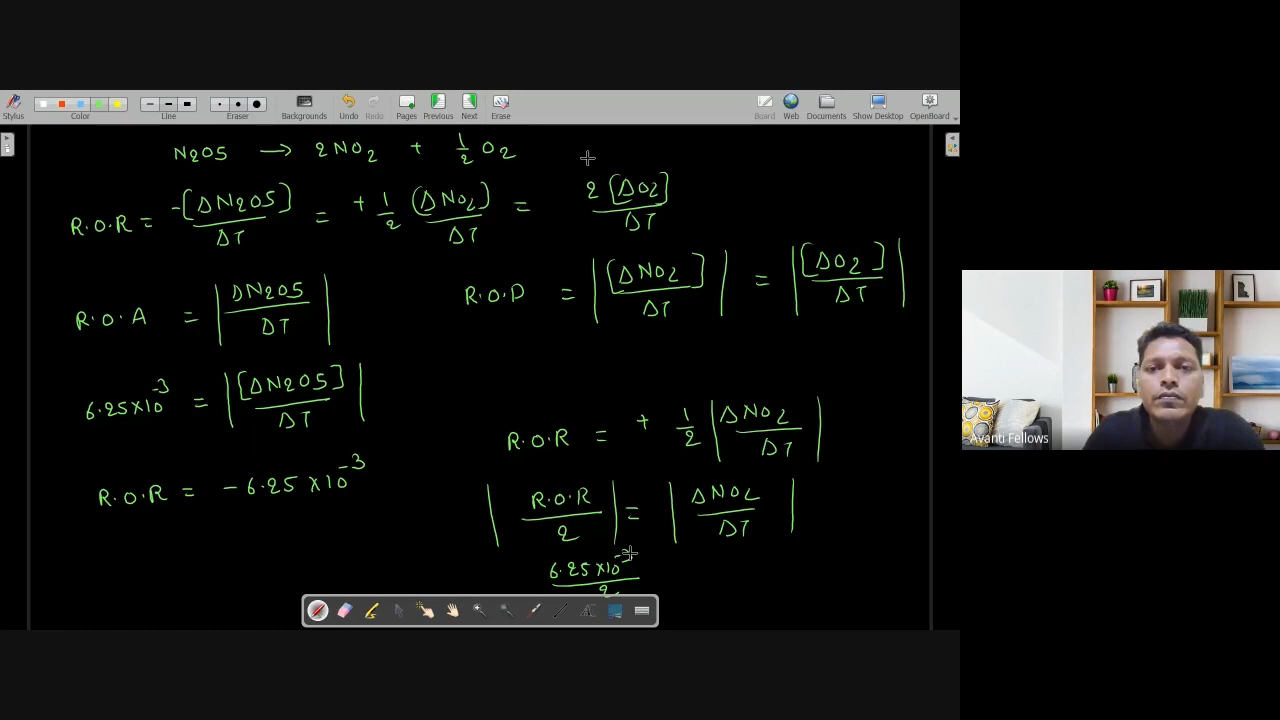 Stylus Color Line Eraser Backgrounds Undo Redo Pages Previous Next Erase Board Web Documents Show Desktop OpenBoard
N2O5 → 2NO2 + 1/2 O2
R.O.R = -[ΔN2O5]/ΔT = + 1/2 (ΔNO2)/ΔT = 2[ΔO2]/ΔT
R.O.A = |ΔN2O5/ΔT|
R.O.D = |[ΔNO2]/ΔT| = |[ΔO2]/ΔT|
6.25×10^-3 = |[ΔN2O5]/ΔT|
R.O.R = -6.25×10^-3
R.O.R = + 1/2 |ΔNO2/ΔT|
|R.O.R/2| = |ΔNO2/ΔT|
6.25×10^-3/2
Avanti Fellows